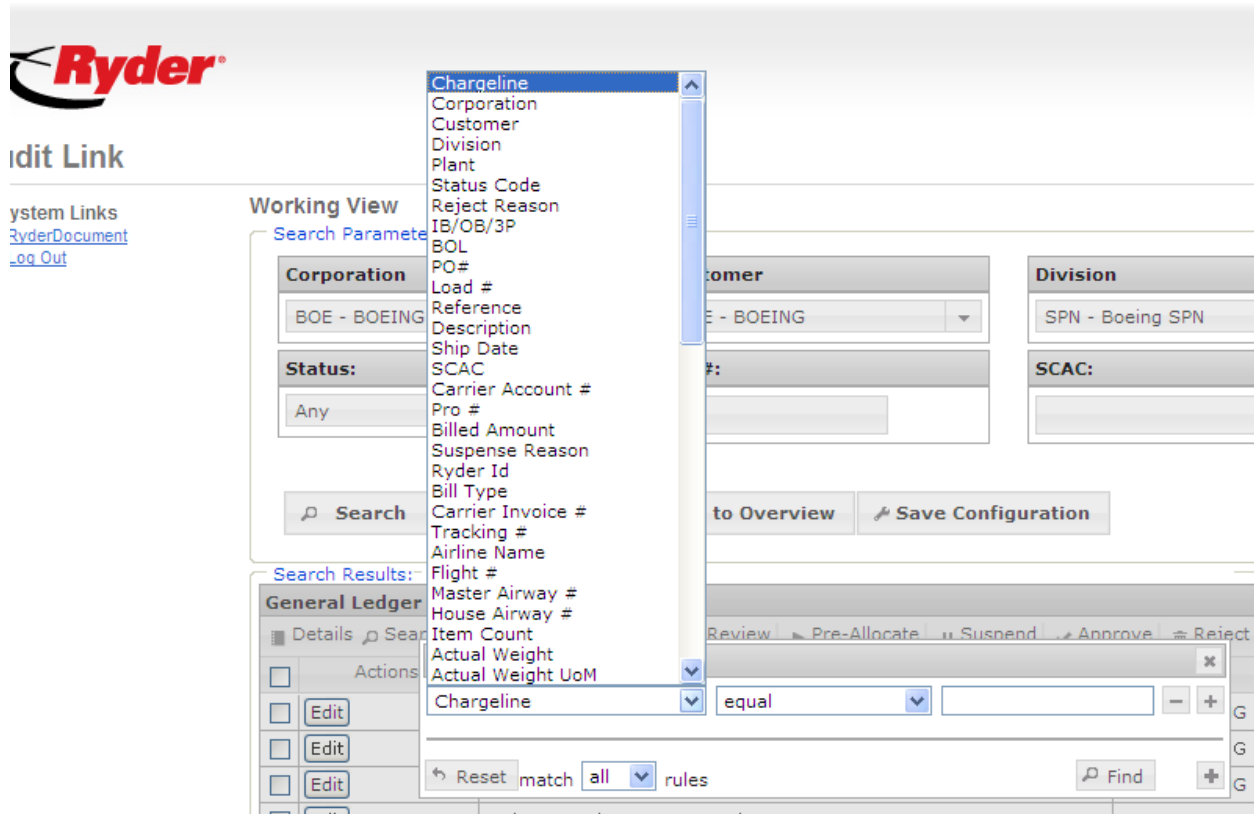 Ryder
dit Link
ystem Links
RyderDocument
Log Out
Working View
Search Paramete
Corporation
BOE - BOEING
tomer
E - BOEING
Division
SPN - Boeing SPN
Status:
Any
#:
SCAC:
Search
to Overview
Save Configuration
Search Results:
General Ledger
Details
Sear
Review
Pre-Allocate
Suspend
Approve
Reject
Actions
Chargeline
Corporation
Customer
Division
Plant
Status Code
Reject Reason
IB/OB/3P
BOL
PO#
Load #
Reference
Description
Ship Date
SCAC
Carrier Account #
Pro #
Billed Amount
Suspense Reason
Ryder Id
Bill Type
Carrier Invoice #
Tracking #
Airline Name
Flight #
Master Airway #
House Airway #
Item Count
Actual Weight
Actual Weight UoM
Chargeline
equal
Edit
G
Edit
G
Edit
G
Reset
match all rules
Find